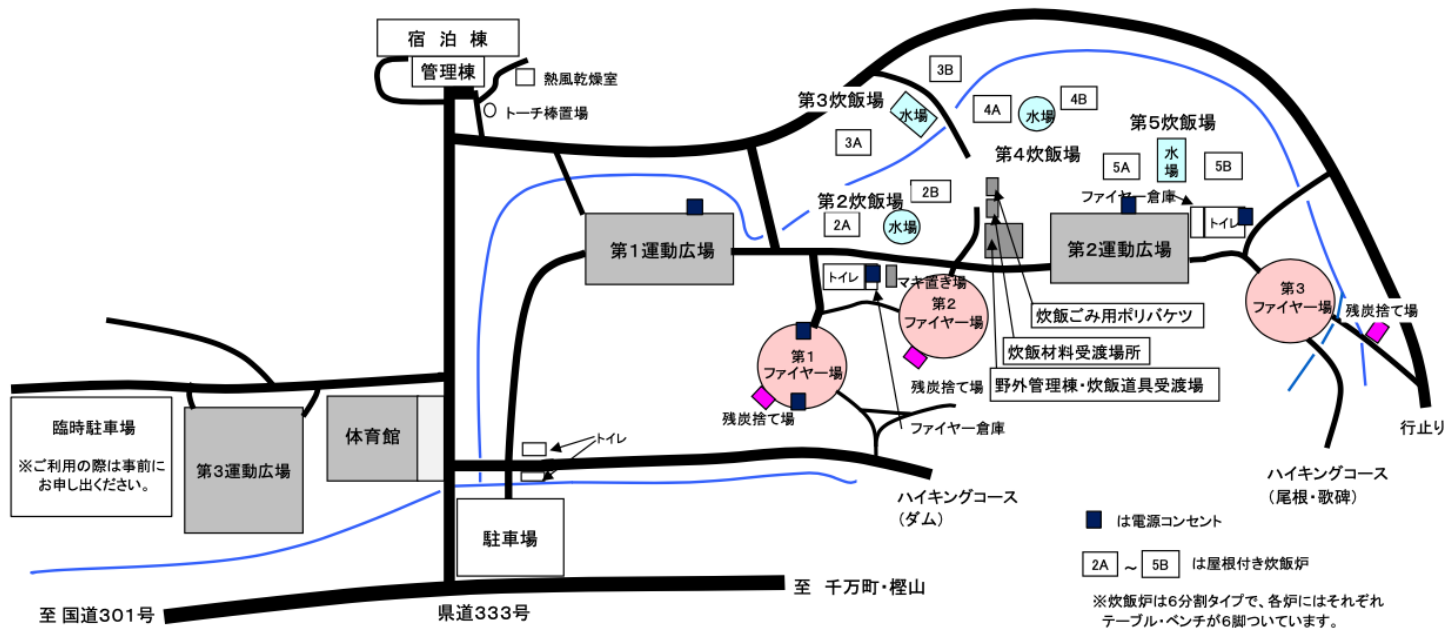 宿 泊 棟
管理棟
熱風乾燥室
トーチ棒置場
第3炊飯場
水場
3B
3A
4A
水場
4B
第4炊飯場
第5炊飯場
5A
水
場
5B
第2炊飯場
2B
2A
水場
ファイヤー倉庫
トイレ
第1運動広場
第2運動広場
トイレ
マキ置き場
第2
ファイヤー場
第3
ファイヤー場
残炭捨て場
第1
ファイヤー場
炊飯ごみ用ポリバケツ
炊飯材料受渡場所
野外管理棟・炊飯道具受渡場
残炭捨て場
残炭捨て場
ファイヤー倉庫
行止り
臨時駐車場
※ご利用の際は事前に
お申し出ください。
第3運動広場
体育館
トイレ
駐車場
ハイキングコース
(ダム)
ハイキングコース
(尾根・歌碑)
は電源コンセント
2A ~ 5B は屋根付き炊飯炉
※炊飯炉は6分割タイプで、各炉にはそれぞれ
テーブル・ベンチが6脚ついています。
至 国道301号
県道333号
至 千万町・樫山